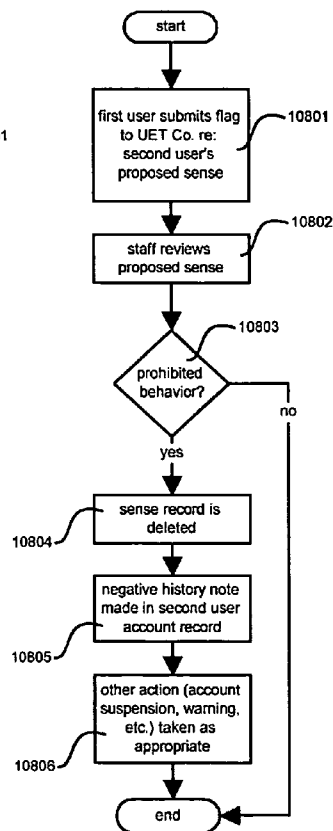 start
first user submits flag
to UET Co. re:
second user's
proposed sense
10801
1
10802
staff reviews
proposed sense
10803
prohibited
behavior?
no
yes
sense record is
deleted
10804
negative history note
made in second user
account record
10805
other action (account
suspension, warning,
etc.) taken as
appropriate
10806
end